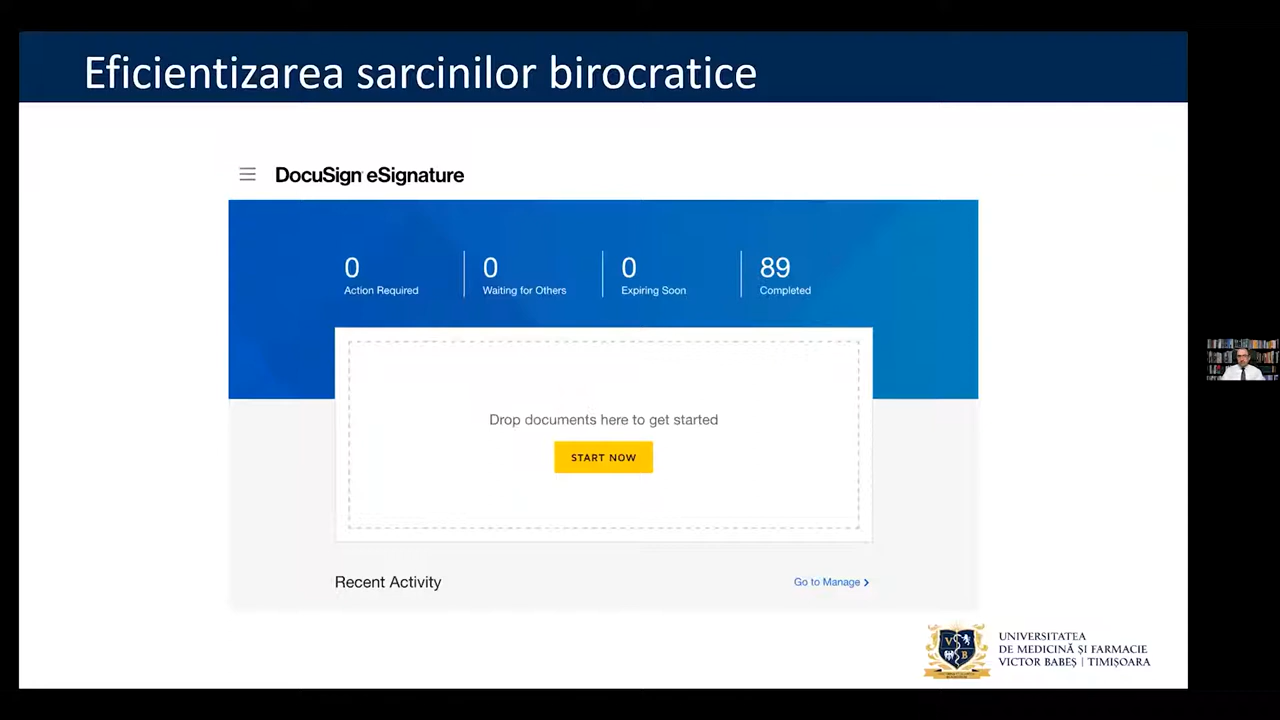 Eficientizarea sarcinilor birocratice
DocuSign eSignature
0
Action Required
0
Waiting for Others
0
Expiring Soon
89
Completed
Drop documents here to get started
START NOW
Recent Activity
Go to Manage
V B
UNIVERSITATEA
DE MEDICINĂ ȘI FARMACIE
VICTOR BABEȘ | TIMIȘOARA